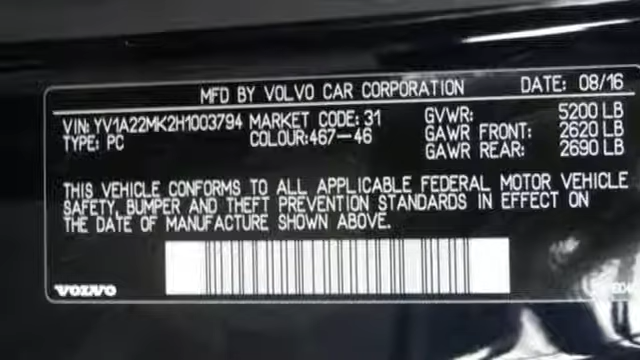 MFD BY VOLVO CAR CORPORATION DATE: 08/16
VIN: YV1A22MK2H1003794 MARKET CODE: 31 GVWR: 5200 LB
TYPE: PC COLOUR:467-46 GAWR FRONT: 2620 LB
GAWR REAR: 2690 LB
THIS VEHICLE CONFORMS TO ALL APPLICABLE FEDERAL MOTOR VEHICLE
SAFETY, BUMPER AND THEFT PREVENTION STANDARDS IN EFFECT ON
THE DATE OF MANUFACTURE SHOWN ABOVE.
VOLVO